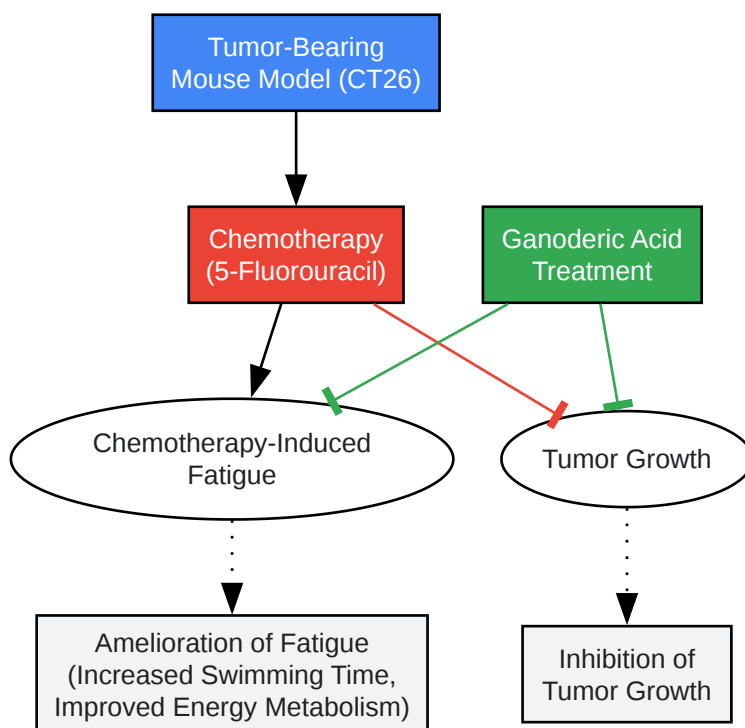 Tumor-Bearing
Mouse Model (CT26)
Chemotherapy
(5-Fluorouracil)
Ganoderic Acid
Treatment
Chemotherapy-Induced
Fatigue
Tumor Growth
Amelioration of Fatigue
(Increased Swimming Time,
Improved Energy Metabolism)
Inhibition of
Tumor Growth